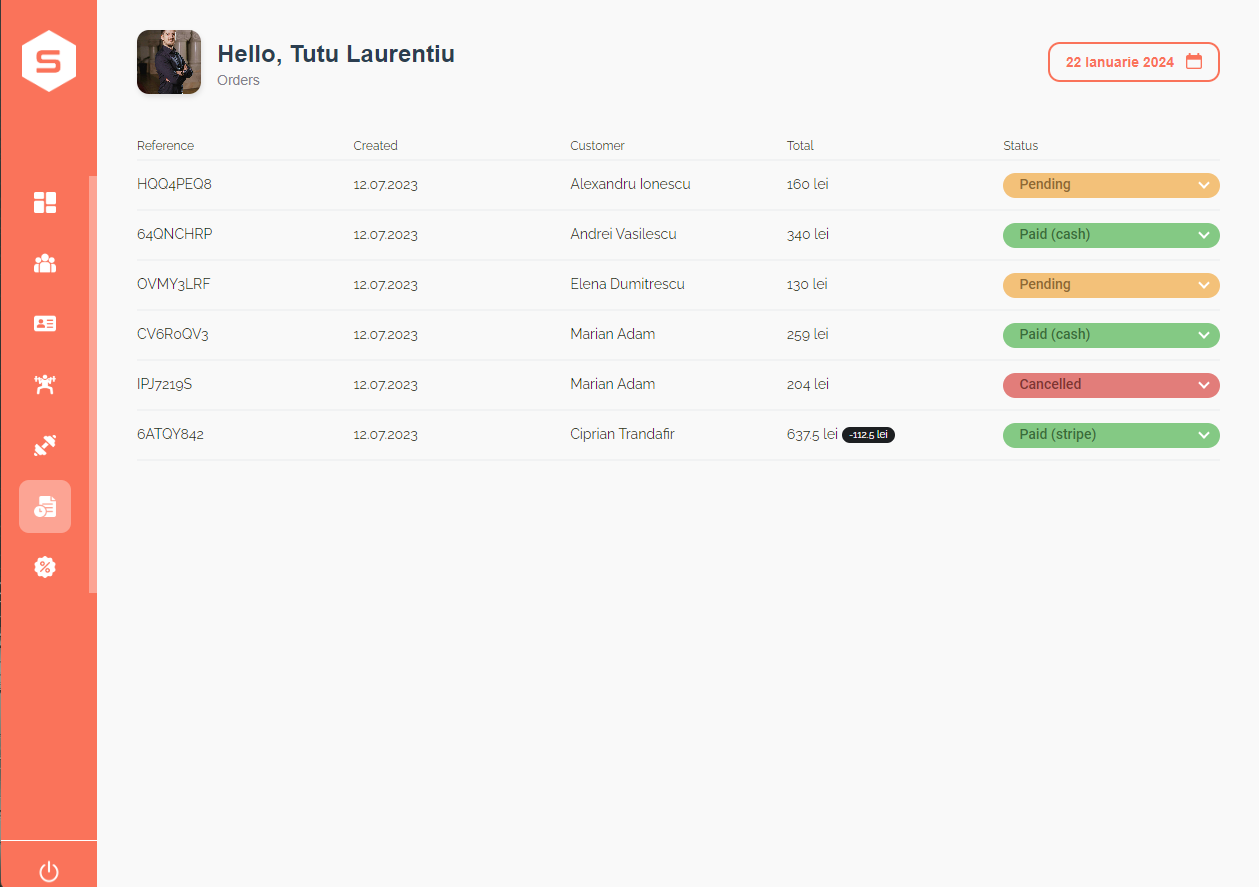 S
Hello, Tutu Laurentiu
Orders
22 Ianuarie 2024
Reference Created Customer Total Status
HQQ4PEQ8 12.07.2023 Alexandru Ionescu 160 lei Pending
64QNCHRP 12.07.2023 Andrei Vasilescu 340 lei Paid (cash)
OVMY3LRF 12.07.2023 Elena Dumitrescu 130 lei Pending
CV6R0QV3 12.07.2023 Marian Adam 259 lei Paid (cash)
IPJ7219S 12.07.2023 Marian Adam 204 lei Cancelled
6ATQY842 12.07.2023 Ciprian Trandafir 637.5 lei -112.5 lei Paid (stripe)